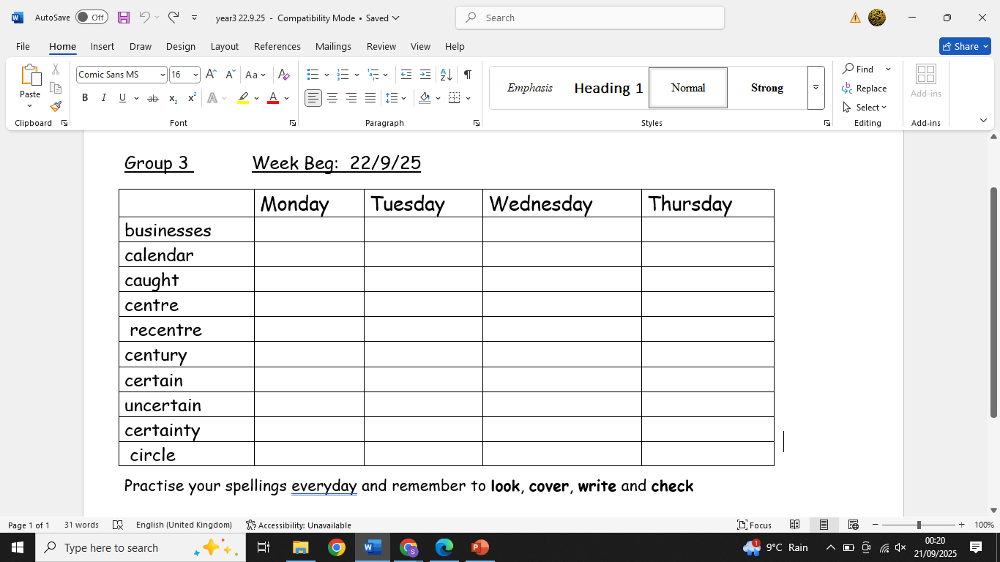 AutoSave Off year3 22.9.25 - Compatibility Mode • Saved Search
File Home Insert Draw Design Layout References Mailings Review View Help Share
Paste
Clipboard
Comic Sans MS 16 Aa
B I U ab x₂ x² A A
Font
Paragraph
Emphasis Heading 1 Normal Strong
Styles
Find
Replace
Select
Editing
Add-ins
Add-ins
Group 3 Week Beg: 22/9/25
Monday Tuesday Wednesday Thursday
businesses
calendar
caught
centre
recentre
century
certain
uncertain
certainty
circle
Practise your spellings everyday and remember to look, cover, write and check
Page 1 of 1 31 words English (United Kingdom) Accessibility: Unavailable Focus 100%
Type here to search 9°C Rain 00:20
21/09/2025